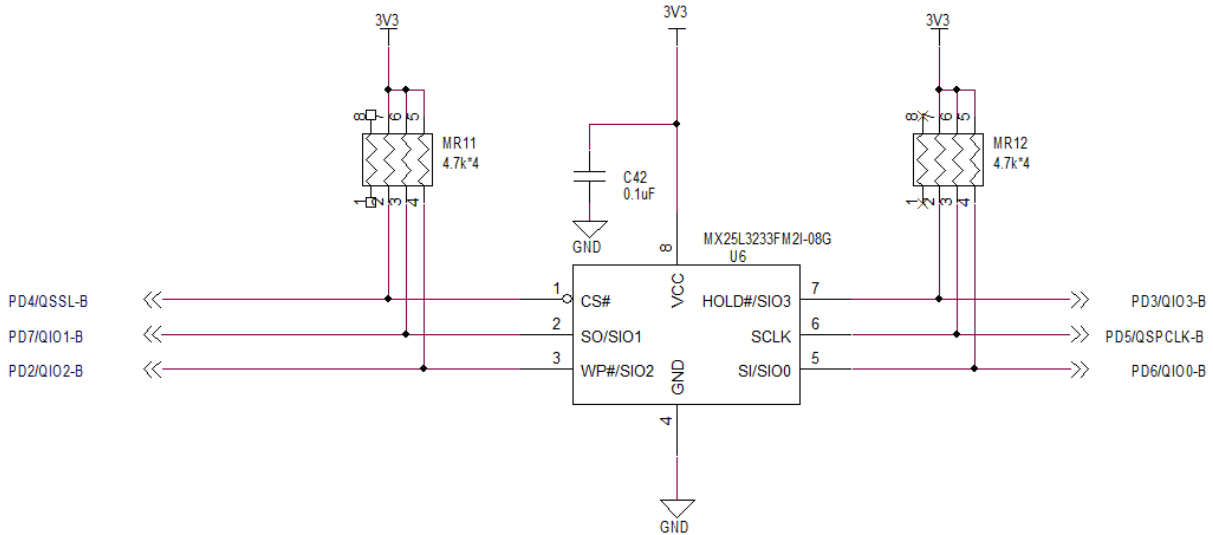 3V3
3V3
3V3
8 7 6 5
MR11
4.7k*4
1 2 3 4
C42
0.1uF
GND
8 7 6 5
MR12
4.7k*4
1 2 3 4
MX25L3233FM2I-08G
U6
8
VCC
PD4/QSSL-B
1
CS#
HOLD#/SIO3
7
PD3/QIO3-B
PD7/QIO1-B
2
SO/SIO1
SCLK
6
PD5/QSPCLK-B
PD2/QIO2-B
3
WP#/SIO2
GND
SI/SIO0
5
PD6/QIO0-B
4
GND